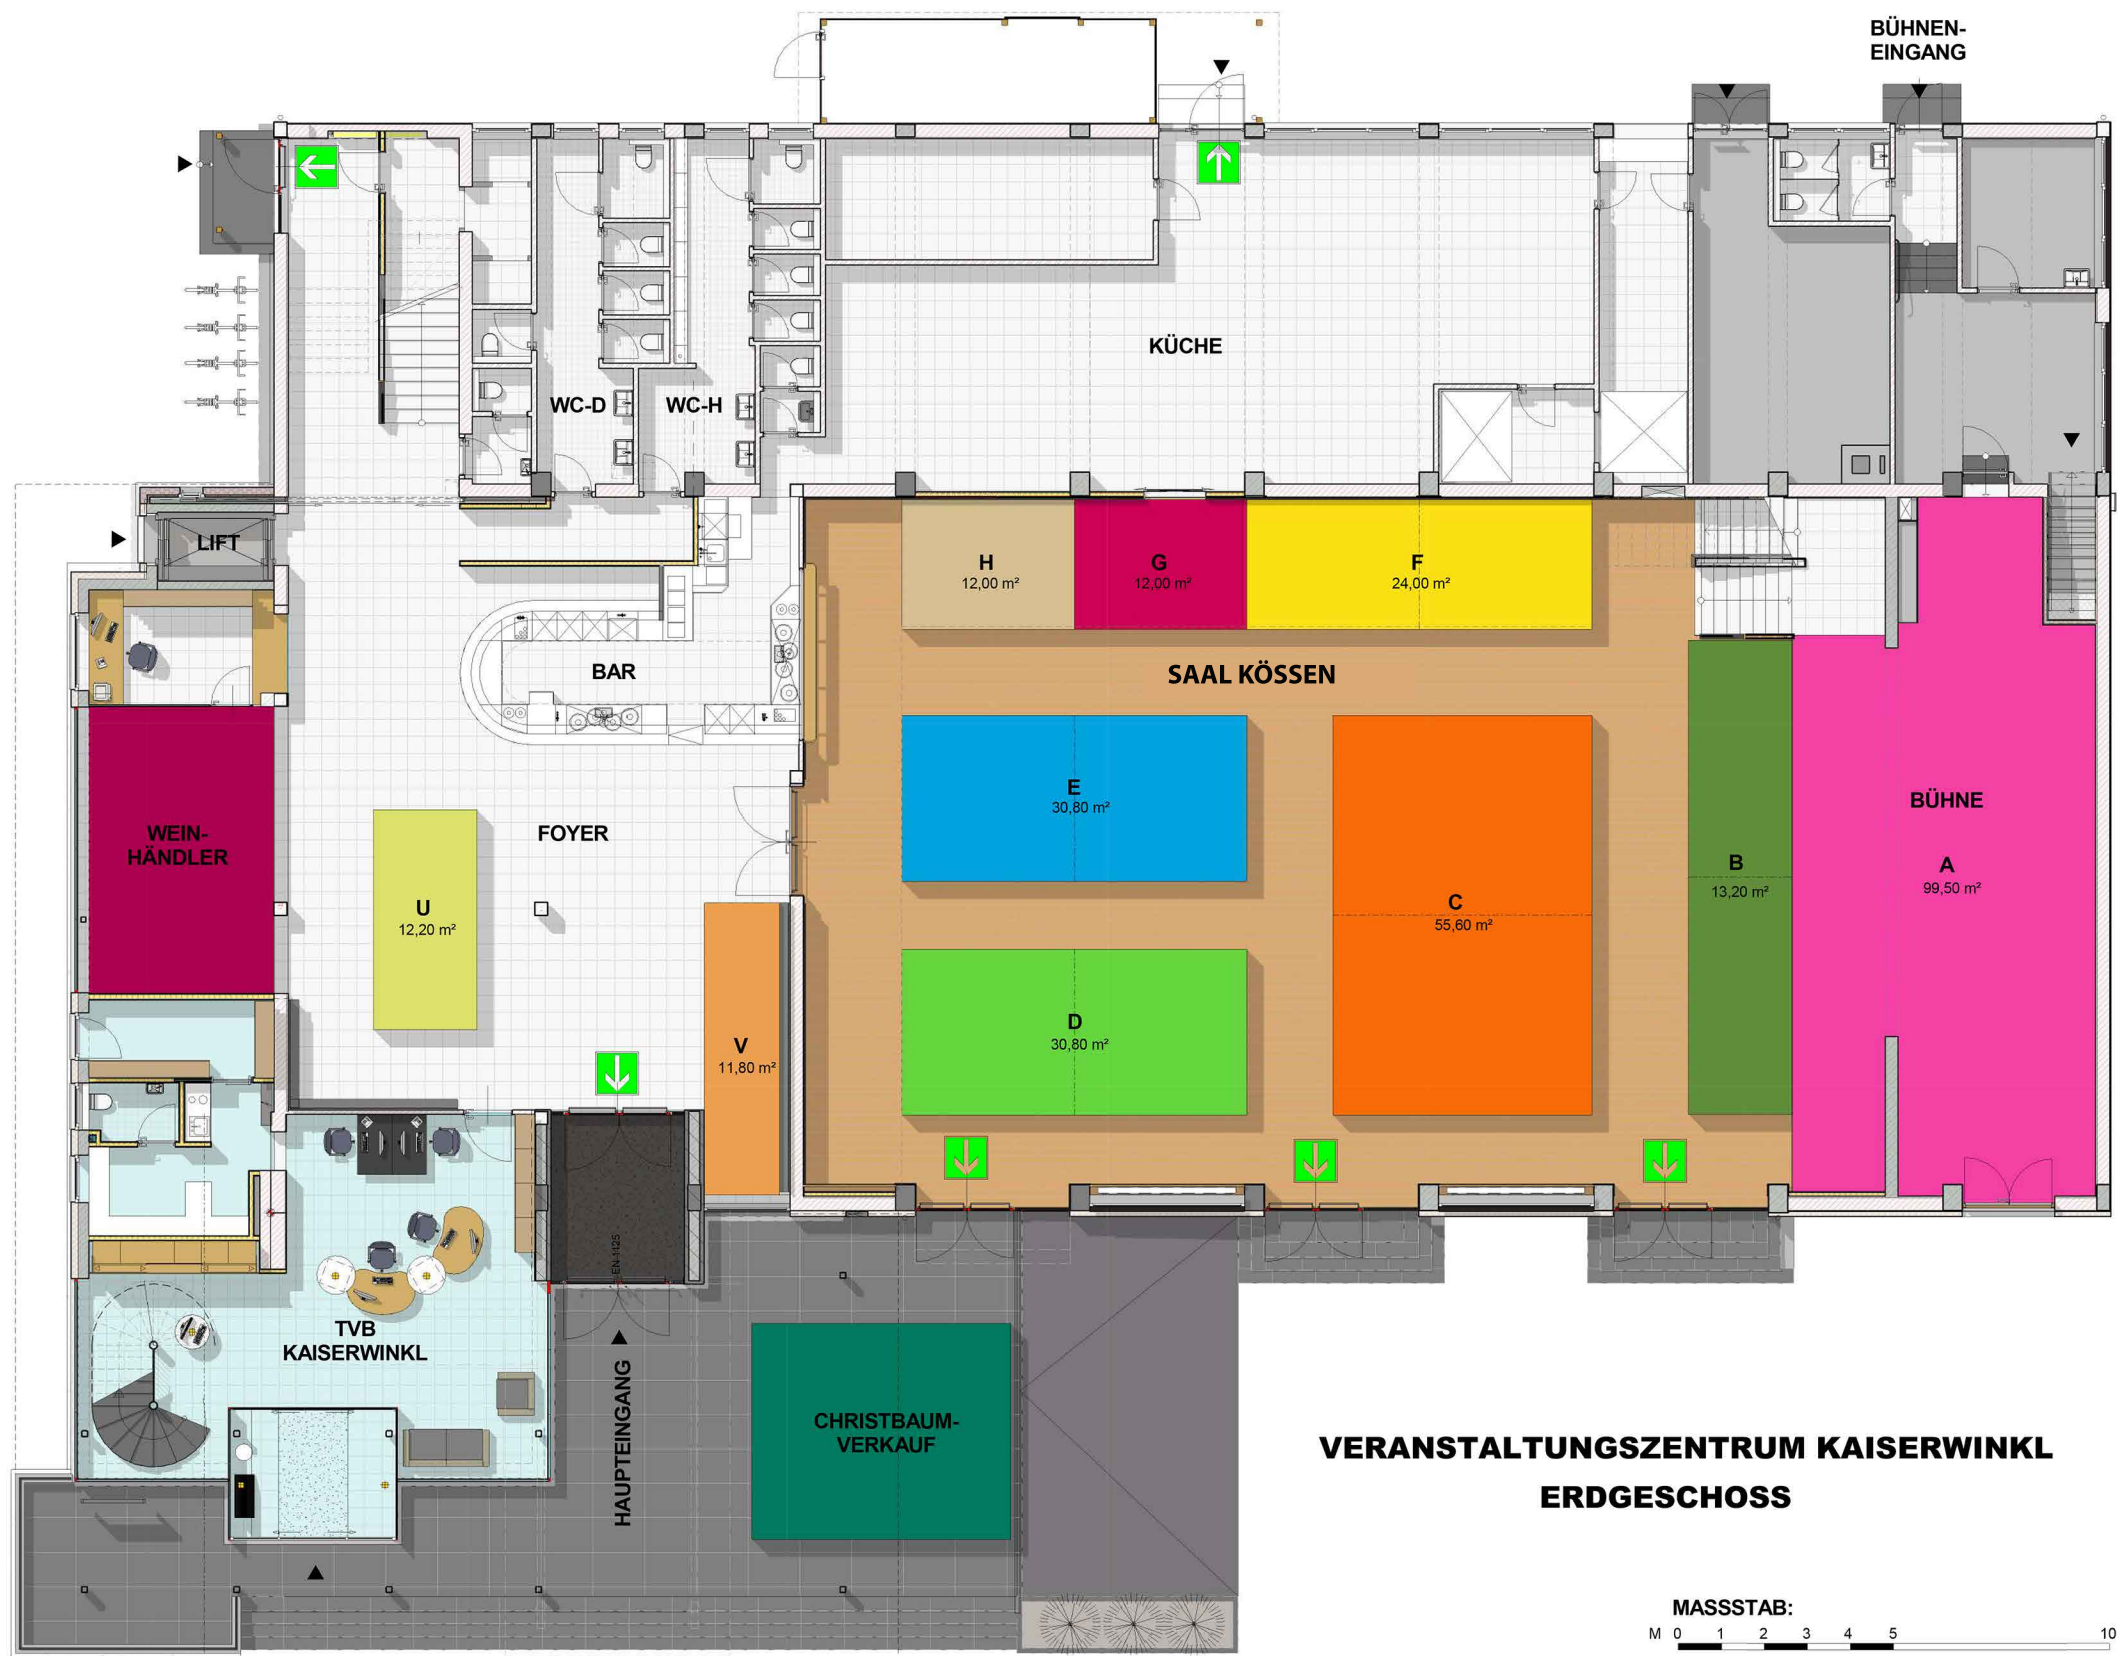 BÜHNEN-
EINGANG
KÜCHE
WC-D
WC-H
LIFT
H
12,00 m²
G
12,00 m²
F
24,00 m²
BAR
SAAL KÖSSEN
E
30,80 m²
BÜHNE
WEIN-
HÄNDLER
FOYER
B
13,20 m²
A
99,50 m²
U
12,20 m²
C
55,60 m²
D
30,80 m²
V
11,80 m²
EN-1125
TVB
KAISERWINKL
HAUPTEINGANG
CHRISTBAUM-
VERKAUF
VERANSTALTUNGSZENTRUM KAISERWINKL
ERDGESCHOSS
MASSSTAB:
M 0 1 2 3 4 5 10